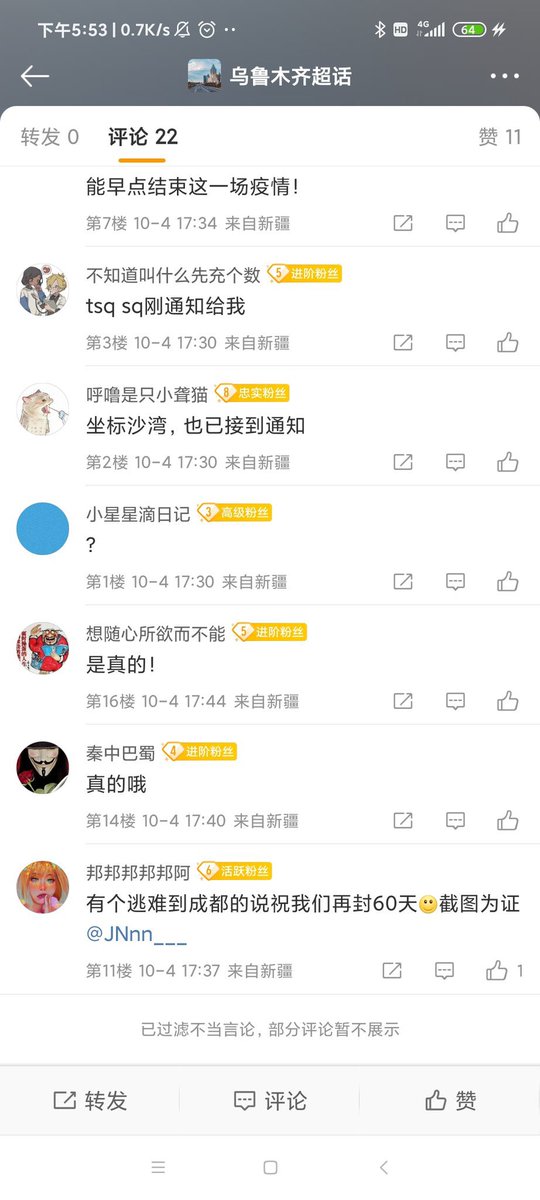 下午5:53 | 0.7K/s
HD 4G 64
乌鲁木齐超话
转发 0 评论 22 赞 11
能早点结束这一场疫情！
第7楼 10-4 17:34 来自新疆
不知道叫什么先充个数 5 进阶粉丝
tsq sq刚通知给我
第3楼 10-4 17:30 来自新疆
呼噜是只小聋猫 8 忠实粉丝
坐标沙湾，也已接到通知
第2楼 10-4 17:30 来自新疆
小星星滴日记 3 高级粉丝
？
第1楼 10-4 17:30 来自新疆
想随心所欲而不能 5 进阶粉丝
是真的！
第16楼 10-4 17:44 来自新疆
秦中巴蜀 4 进阶粉丝
真的哦
第14楼 10-4 17:40 来自新疆
邦邦邦邦邦阿 6 活跃粉丝
有个逃难到成都的说祝我们再封60天🙂截图为证
@JNnn___
第11楼 10-4 17:37 来自新疆 1
已过滤不当言论，部分评论暂不展示
转发 评论 赞